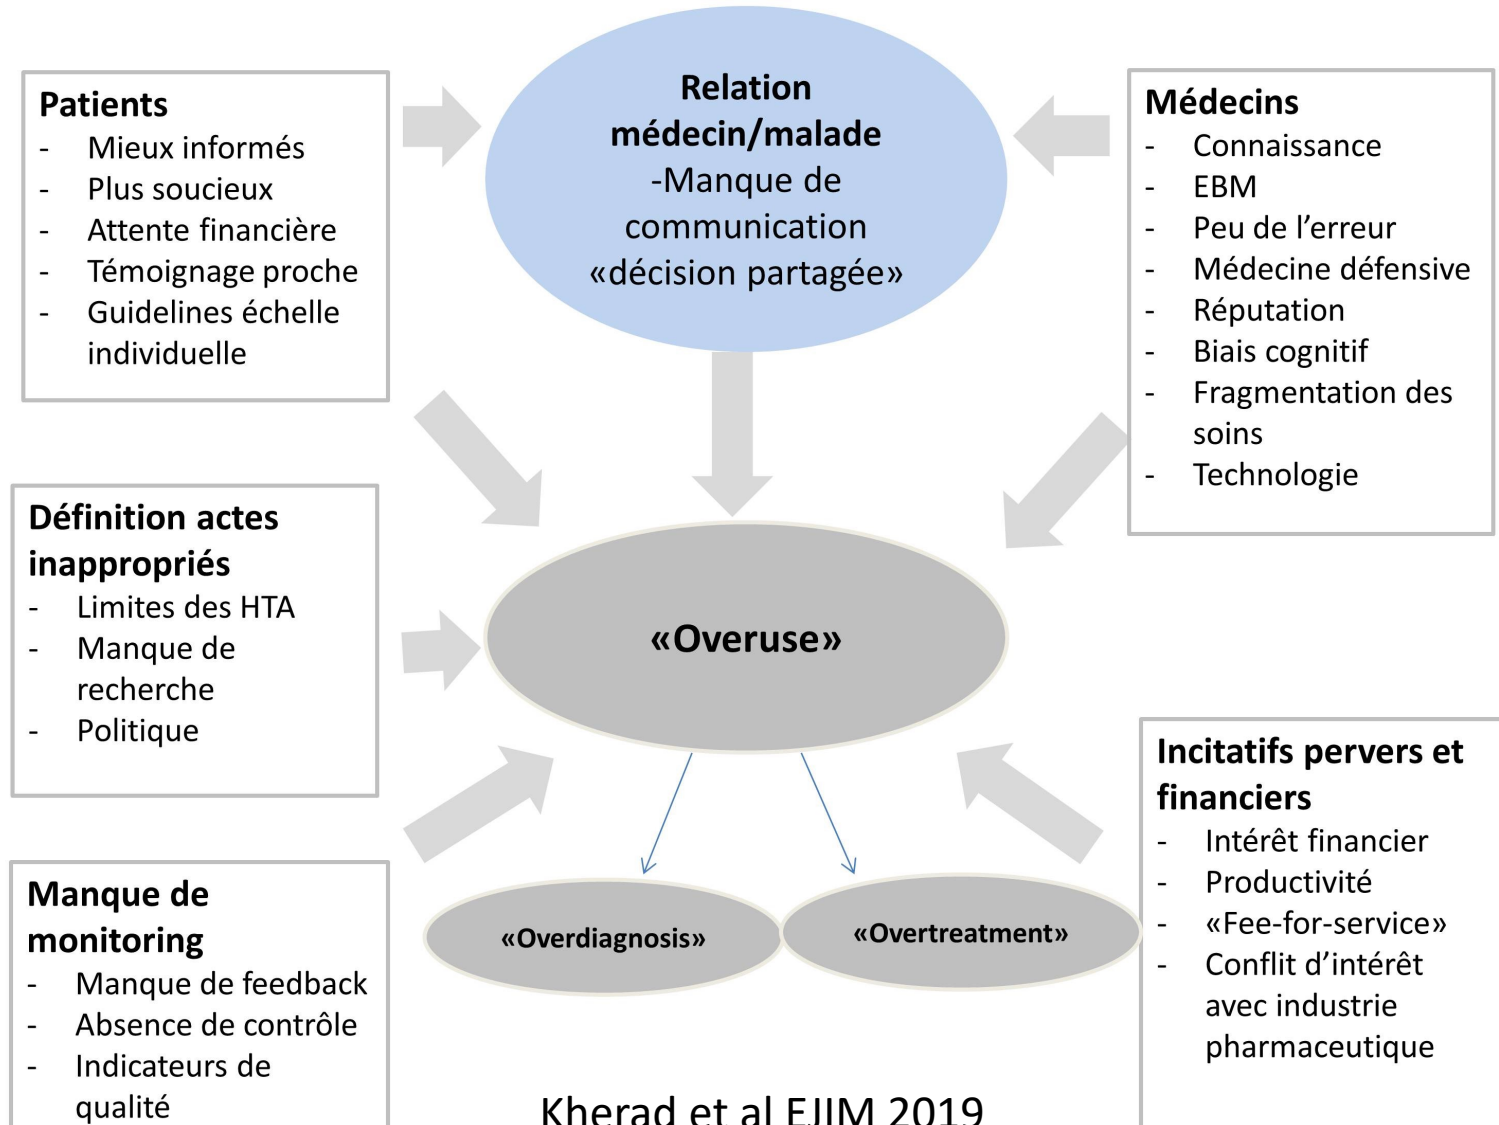 Patients
- Mieux informés
- Plus soucieux
- Attente financière
- Témoignage proche
- Guidelines échelle
individuelle
Relation
médecin/malade
-Manque de
communication
«décision partagée»
Médecins
- Connaissance
- EBM
- Peu de l’erreur
- Médecine défensive
- Réputation
- Biais cognitif
- Fragmentation des
soins
- Technologie
Définition actes
inappropriés
- Limites des HTA
- Manque de
recherche
- Politique
«Overuse»
Manque de
monitoring
- Manque de feedback
- Absence de contrôle
- Indicateurs de
qualité
«Overdiagnosis»
«Overtreatment»
Incitatifs pervers et
financiers
- Intérêt financier
- Productivité
- «Fee-for-service»
- Conflit d’intérêt
avec industrie
pharmaceutique
Kherad et al EJIM 2019